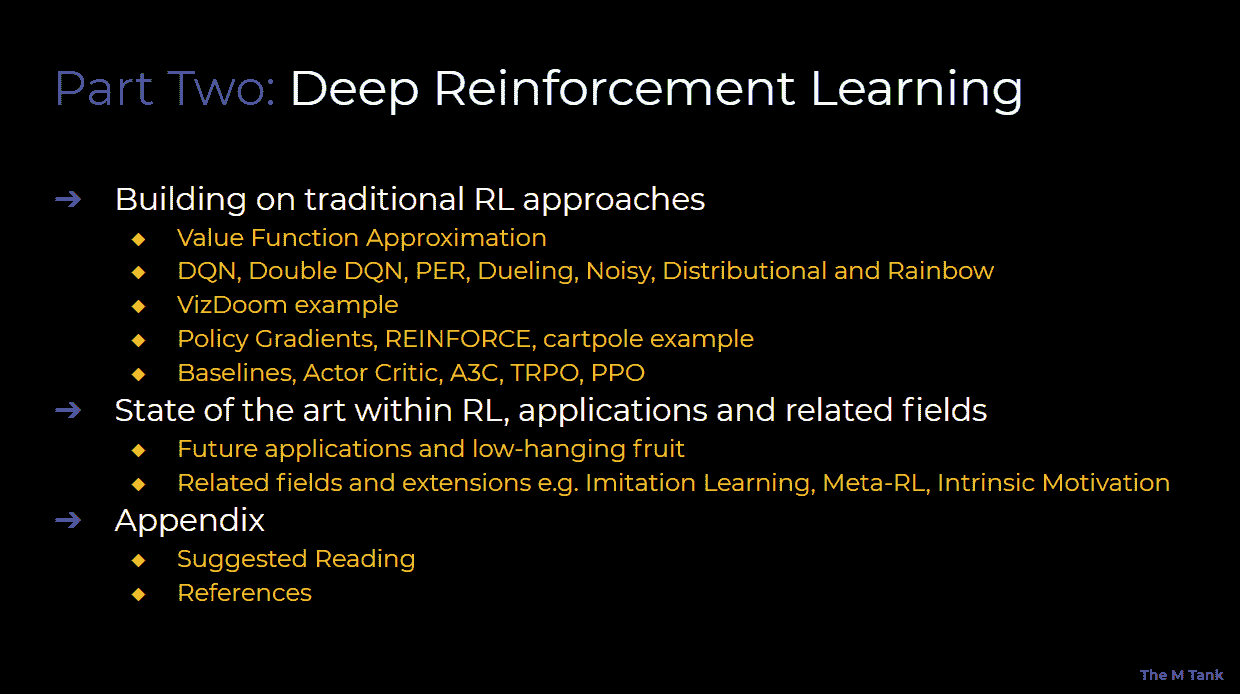 Part Two: Deep Reinforcement Learning
➔ Building on traditional RL approaches
◆ Value Function Approximation
◆ DQN, Double DQN, PER, Dueling, Noisy, Distributional and Rainbow
◆ VizDoom example
◆ Policy Gradients, REINFORCE, cartpole example
◆ Baselines, Actor Critic, A3C, TRPO, PPO
➔ State of the art within RL, applications and related fields
◆ Future applications and low-hanging fruit
◆ Related fields and extensions e.g. Imitation Learning, Meta-RL, Intrinsic Motivation
➔ Appendix
◆ Suggested Reading
◆ References
The M Tank